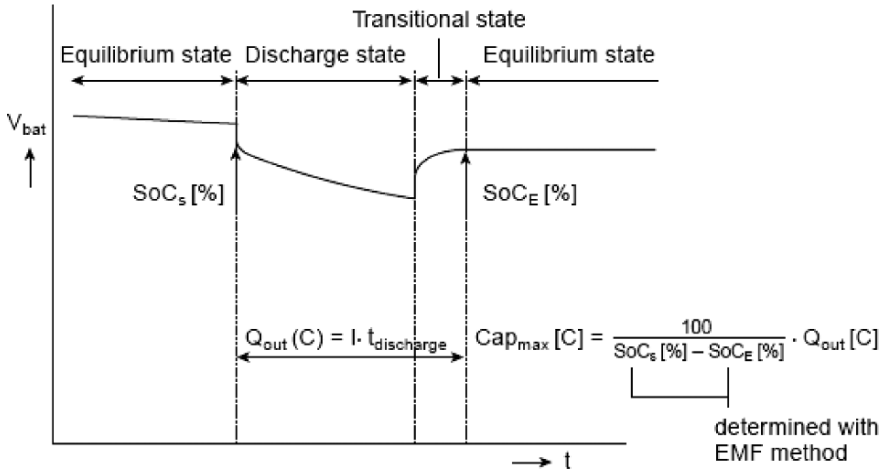 Transitional state
Equilibrium state
Discharge state
Equilibrium state
V_bat
SoC_s [%]
SoC_E [%]
Q_out (C) = I· t_discharge
Cap_max [C] = 100 / (SoC_s [%] – SoC_E [%]) · Q_out [C]
determined with
EMF method
t